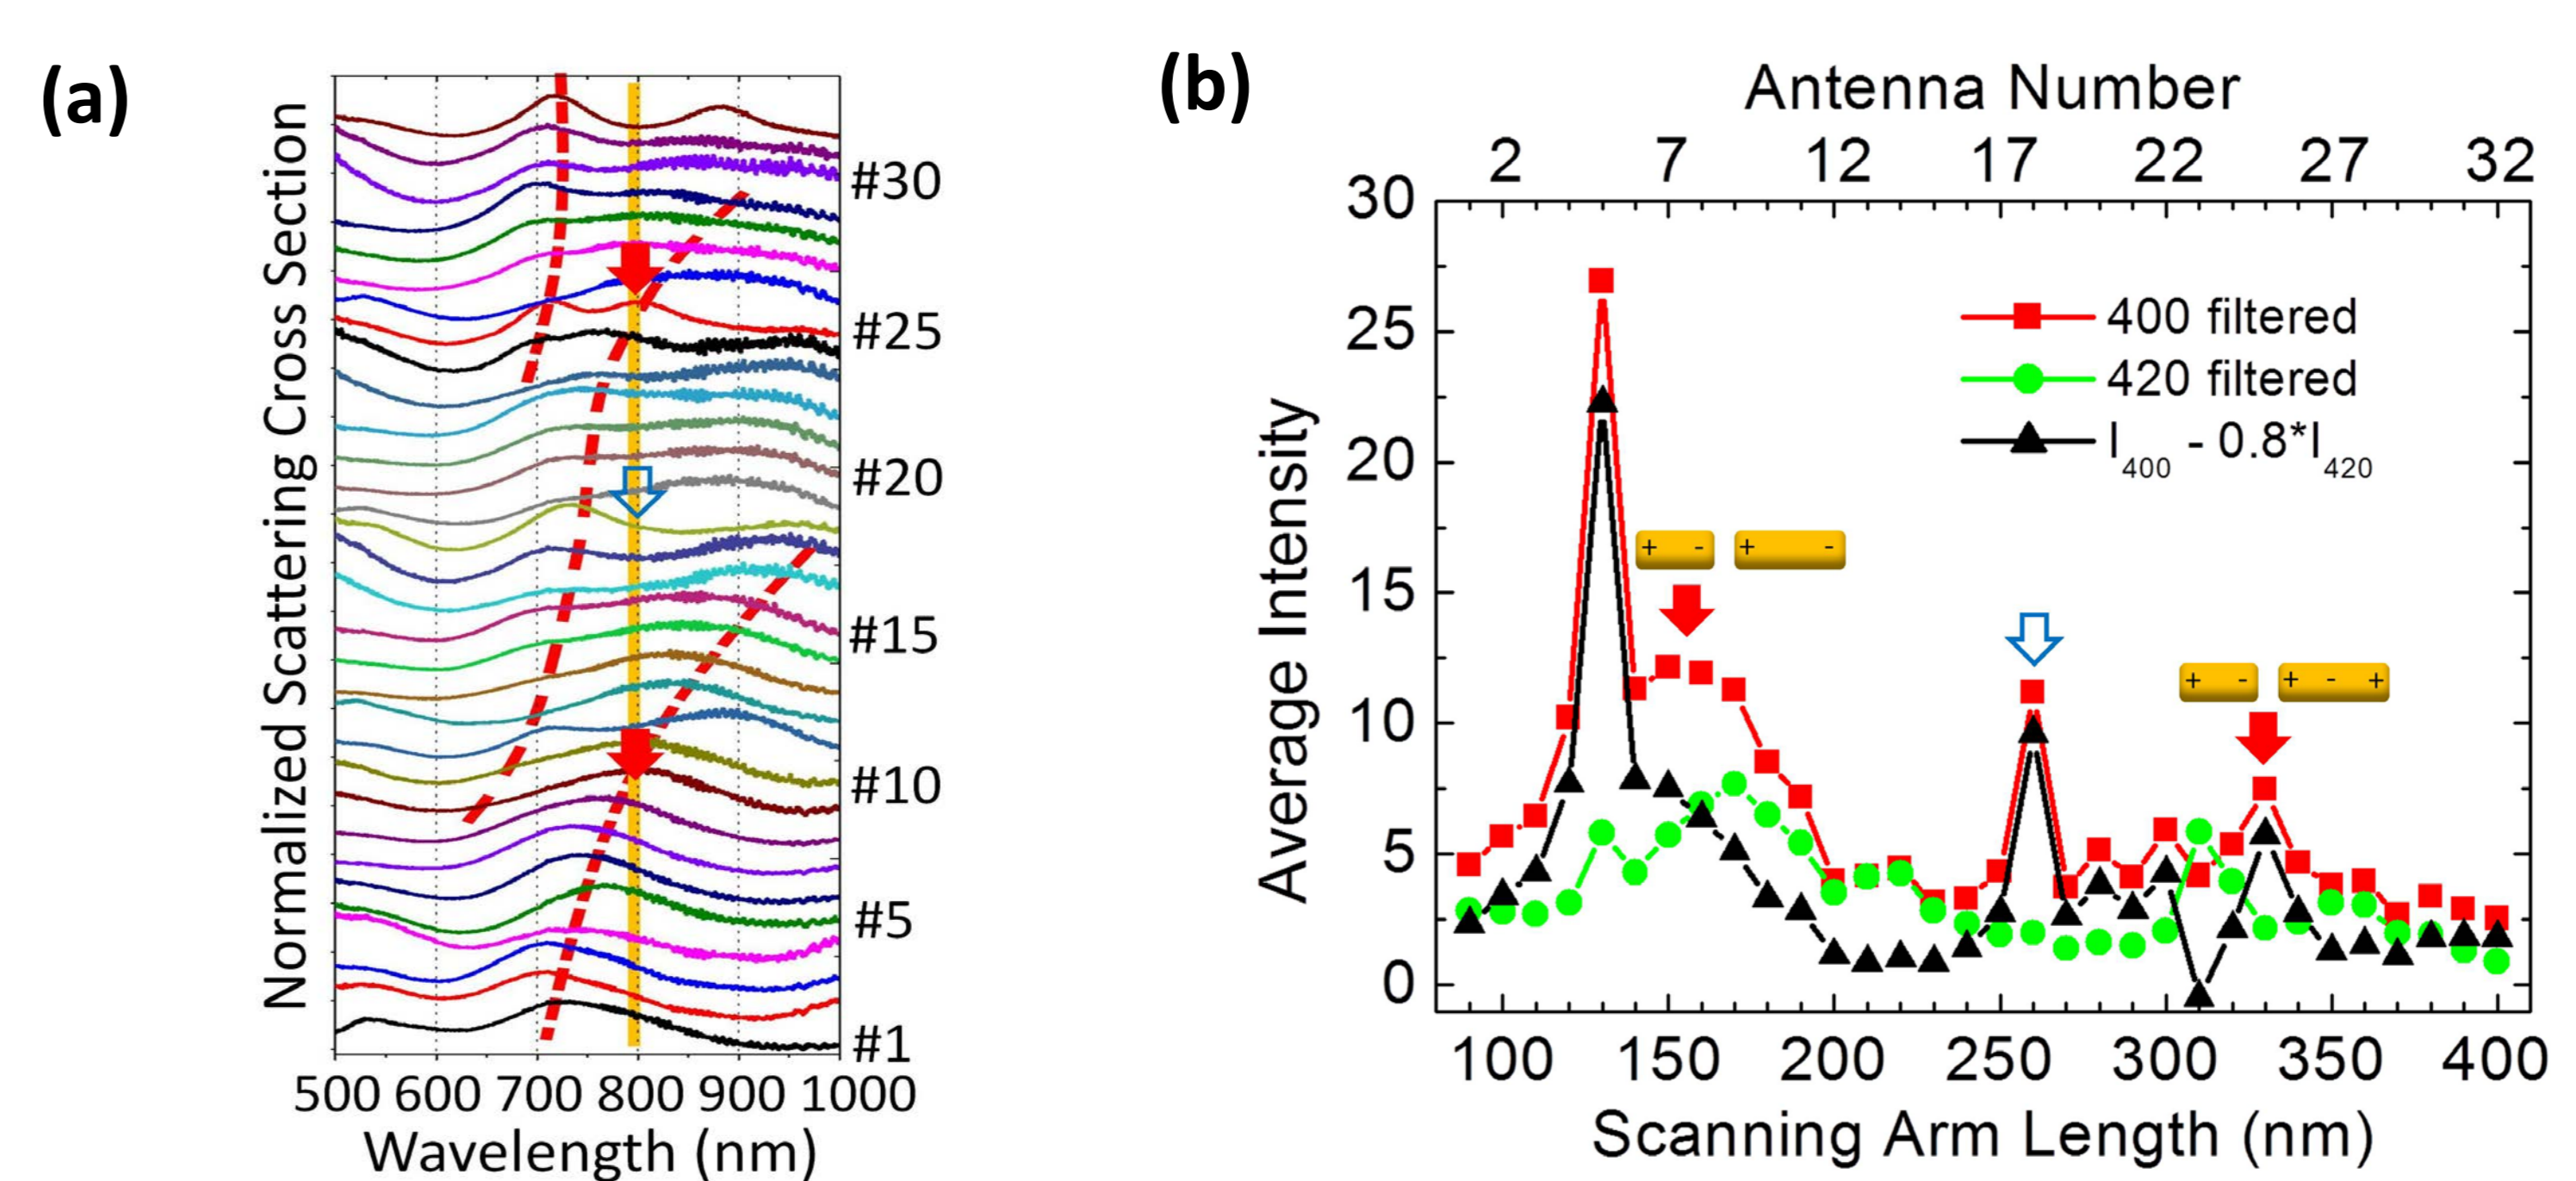 (a)
Normalized Scattering Cross Section
#30
#25
#20
#15
#10
#5
#1
500 600 700 800 900 1000
Wavelength (nm)
(b)
Antenna Number
2 7 12 17 22 27 32
30
25
20
15
10
5
0
Average Intensity
400 filtered
420 filtered
I400 - 0.8*I420
+ - + -
+ - + - +
100 150 200 250 300 350 400
Scanning Arm Length (nm)